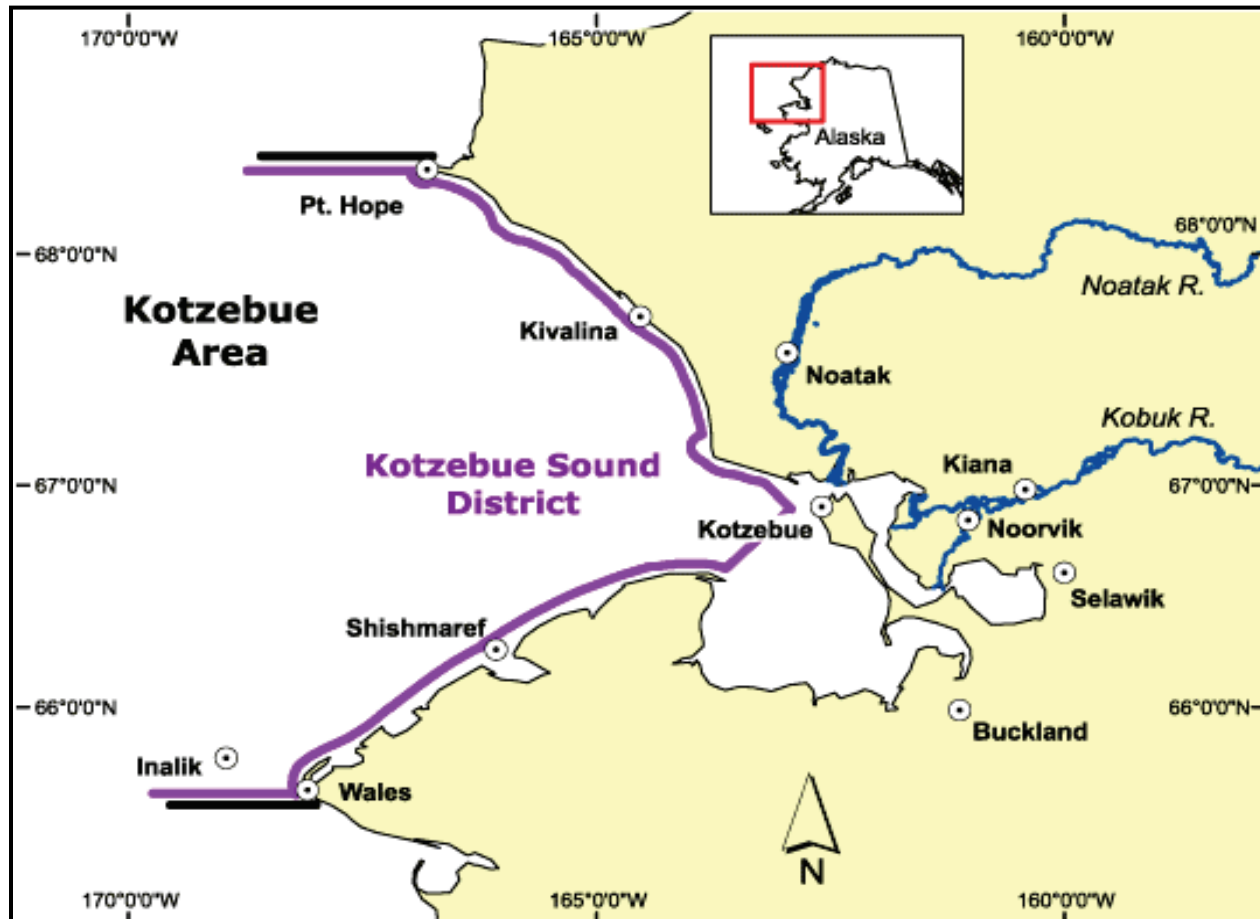 170°0'0"W
165°0'0"W
160°0'0"W
Alaska
Pt. Hope
68°0'0"N
68°0'0"N
Noatak R.
Kotzebue
Area
Kivalina
Noatak
Kobuk R.
Kotzebue Sound
District
Kiana
67°0'0"N
67°0'0"N
Kotzebue
Noorvik
Selawik
Shishmaref
66°0'0"N
66°0'0"N
Buckland
Inalik
Wales
N
170°0'0"W
165°0'0"W
160°0'0"W